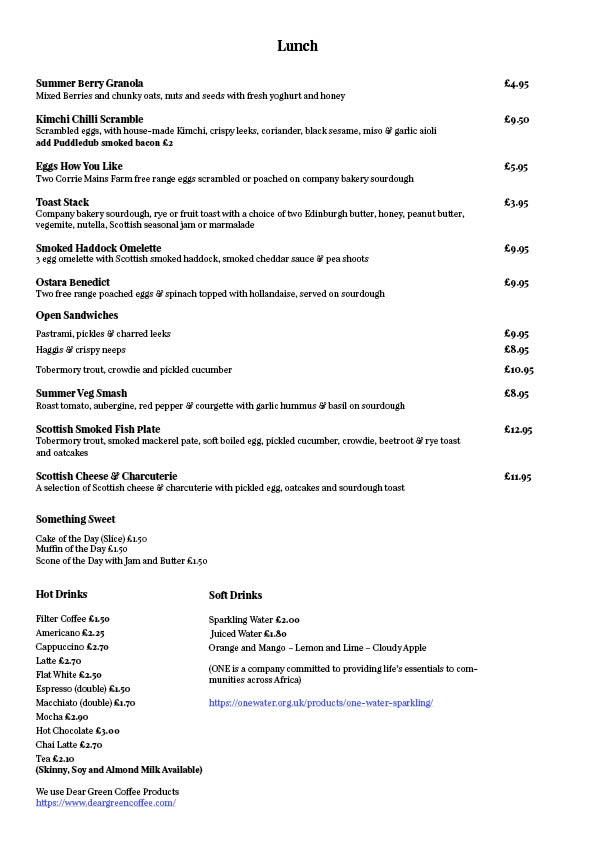 Lunch
Summer Berry Granola £4.95
Mixed Berries and chunky oats, nuts and seeds with fresh yoghurt and honey
Kimchi Chilli Scramble £9.50
Scrambled eggs, with house-made Kimchi, crispy leeks, coriander, black sesame, miso & garlic aioli
add Puddledub smoked bacon £2
Eggs How You Like £5.95
Two Corrie Mains Farm free range eggs scrambled or poached on company bakery sourdough
Toast Stack £3.95
Company bakery sourdough, rye or fruit toast with a choice of two Edinburgh butter, honey, peanut butter,
vegemite, nutella, Scottish seasonal jam or marmalade
Smoked Haddock Omelette £9.95
3 egg omelette with Scottish smoked haddock, smoked cheddar sauce & pea shoots
Ostara Benedict £9.95
Two free range poached eggs & spinach topped with hollandaise, served on sourdough
Open Sandwiches
Pastrami, pickles & charred leeks £9.95
Haggis & crispy neeps £8.95
Tobermory trout, crowdie and pickled cucumber £10.95
Summer Veg Smash £8.95
Roast tomato, aubergine, red pepper & courgette with garlic hummus & basil on sourdough
Scottish Smoked Fish Plate £12.95
Tobermory trout, smoked mackerel pate, soft boiled egg, pickled cucumber, crowdie, beetroot & rye toast
and oatcakes
Scottish Cheese & Charcuterie £11.95
A selection of Scottish cheese & charcuterie with pickled egg, oatcakes and sourdough toast
Something Sweet
Cake of the Day (Slice) £1.50
Muffin of the Day £1.50
Scone of the Day with Jam and Butter £1.50
Hot Drinks
Filter Coffee £1.50
Americano £2.25
Cappuccino £2.70
Latte £2.70
Flat White £2.50
Espresso (double) £1.50
Macchiato (double) £1.70
Mocha £2.90
Hot Chocolate £3.00
Chai Latte £2.70
Tea £2.10
(Skinny, Soy and Almond Milk Available)
We use Dear Green Coffee Products
https://www.deargreencoffee.com/
Soft Drinks
Sparkling Water £2.00
Juiced Water £1.80
Orange and Mango - Lemon and Lime - Cloudy Apple
(ONE is a company committed to providing life's essentials to com-
munities across Africa)
https://onewater.org.uk/products/one-water-sparkling/